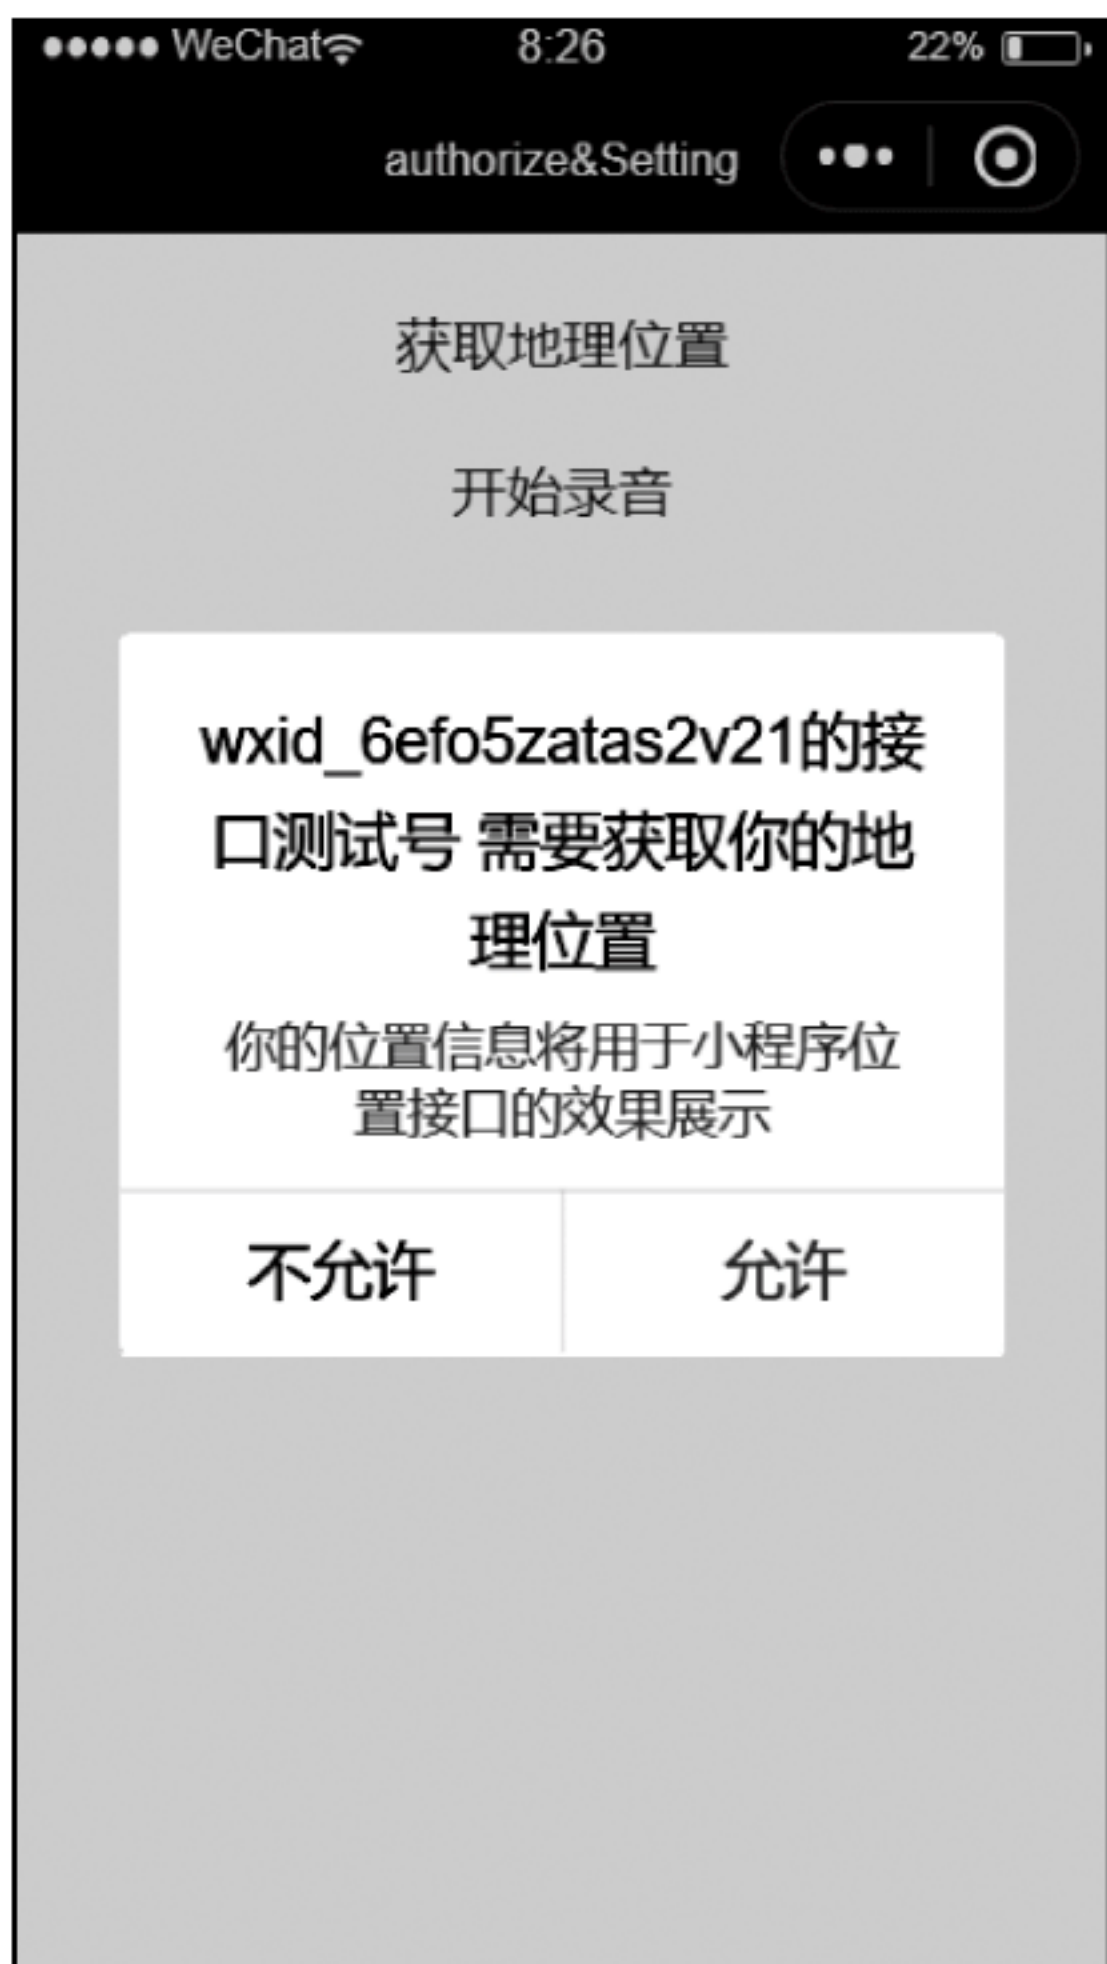 WeChat 8:26 22%
authorize&Setting
获取地理位置
开始录音
wxid_6efo5zatas2v21的接
口测试号 需要获取你的地
理位置
你的位置信息将用于小程序位
置接口的效果展示
不允许 允许